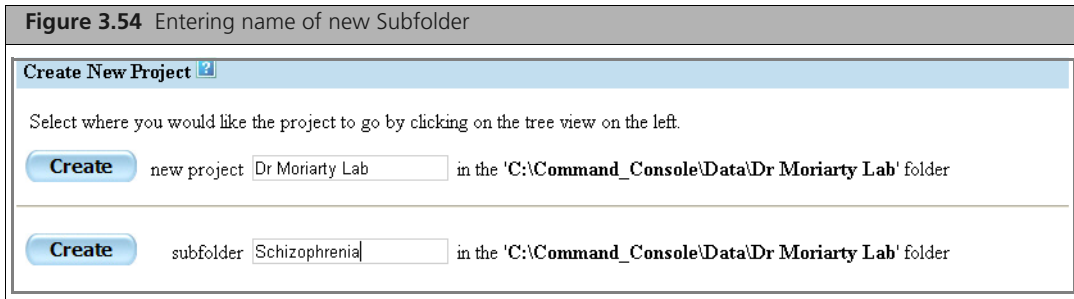 Figure 3.54 Entering name of new Subfolder
Create New Project ?
Select where you would like the project to go by clicking on the tree view on the left.
Create new project Dr Moriarty Lab in the 'C:\Command_Console\Data\Dr Moriarty Lab' folder
Create subfolder Schizophrenia in the 'C:\Command_Console\Data\Dr Moriarty Lab' folder